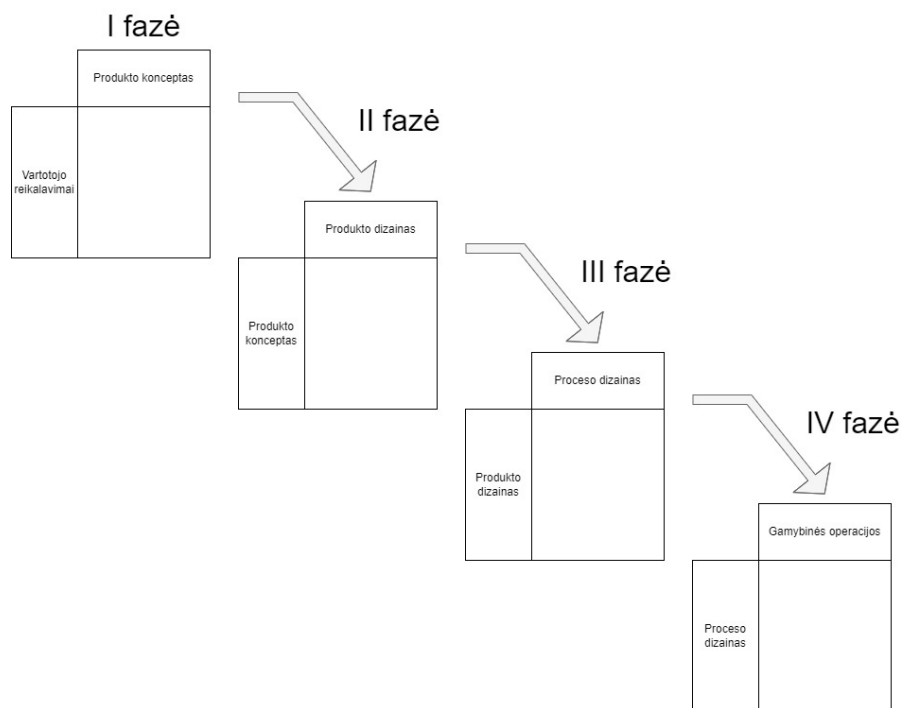 I fazė
Produkto konceptas
Vartotojo
reikalavimai
II fazė
Produkto dizainas
Produkto
konceptas
III fazė
Proceso dizainas
Produkto
dizainas
IV fazė
Gamybinės operacijos
Proceso
dizainas